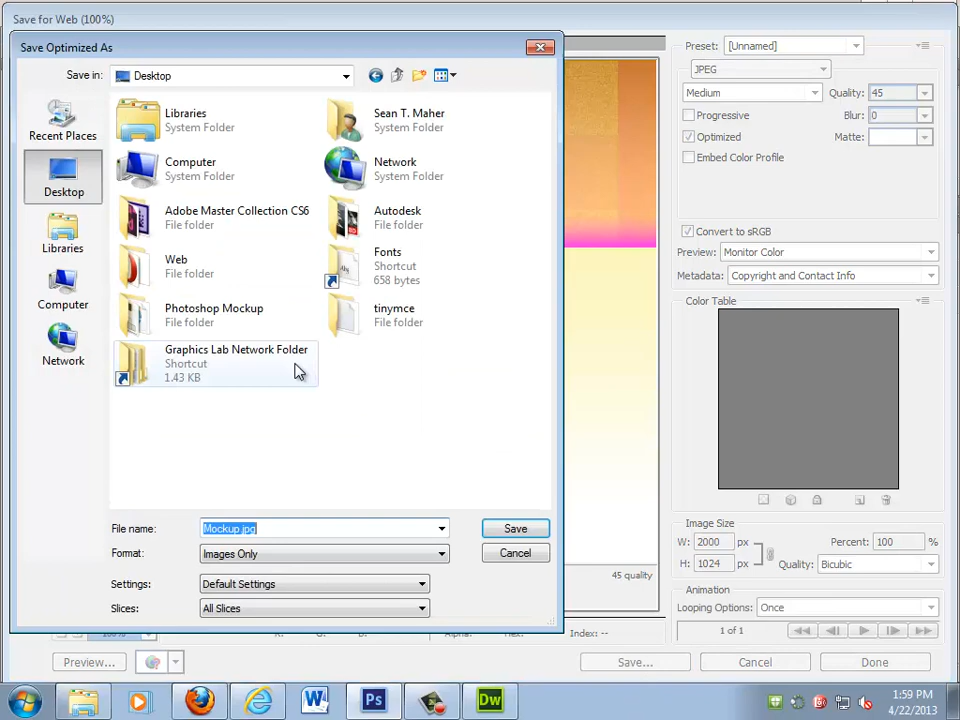 Save for Web (100%)
Save Optimized As
Save in:
Desktop
Recent Places
Desktop
Libraries
Computer
Network
Libraries
System Folder
Sean T. Maher
System Folder
Computer
System Folder
Network
System Folder
Adobe Master Collection CS6
File folder
Autodesk
File folder
Web
File folder
Fonts
Shortcut
658 bytes
Photoshop Mockup
File folder
tinymce
File folder
Graphics Lab Network Folder
Shortcut
1.43 KB
File name:
Mockup.jpg
Save
Format:
Images Only
Cancel
Settings:
Default Settings
Slices:
All Slices
Preset:
[Unnamed]
JPEG
Medium
Quality:
45
Progressive
Blur:
0
Optimized
Matte:
Embed Color Profile
Convert to sRGB
Preview:
Monitor Color
Metadata:
Copyright and Contact Info
Color Table
Image Size
W:
2000
px
Percent:
100
%
H:
1024
px
Quality:
Bicubic
45 quality
Animation
Looping Options:
Once
1 of 1
Index: --
Preview...
Save...
Cancel
Done
Ps
Dw
1:59 PM
4/22/2013